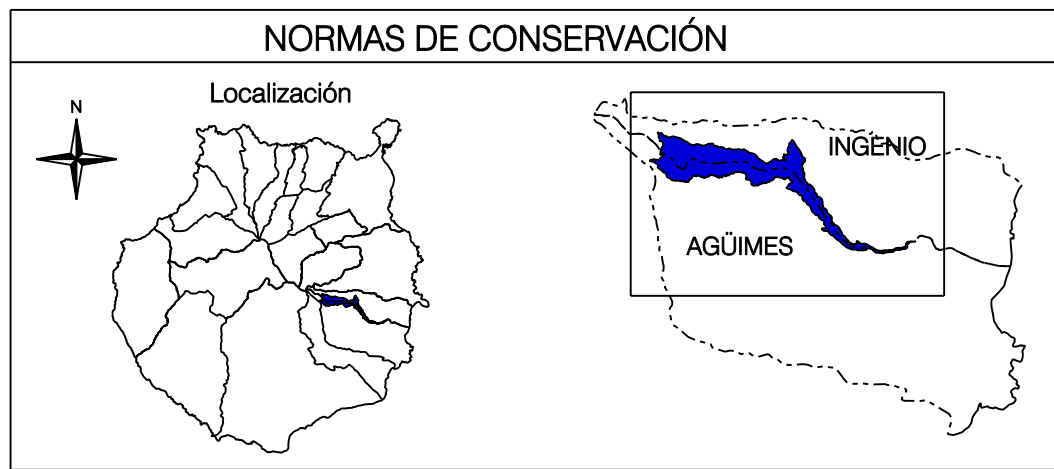 NORMAS DE CONSERVACIÓN
Localización
N
INGENIO
AGÜIMES